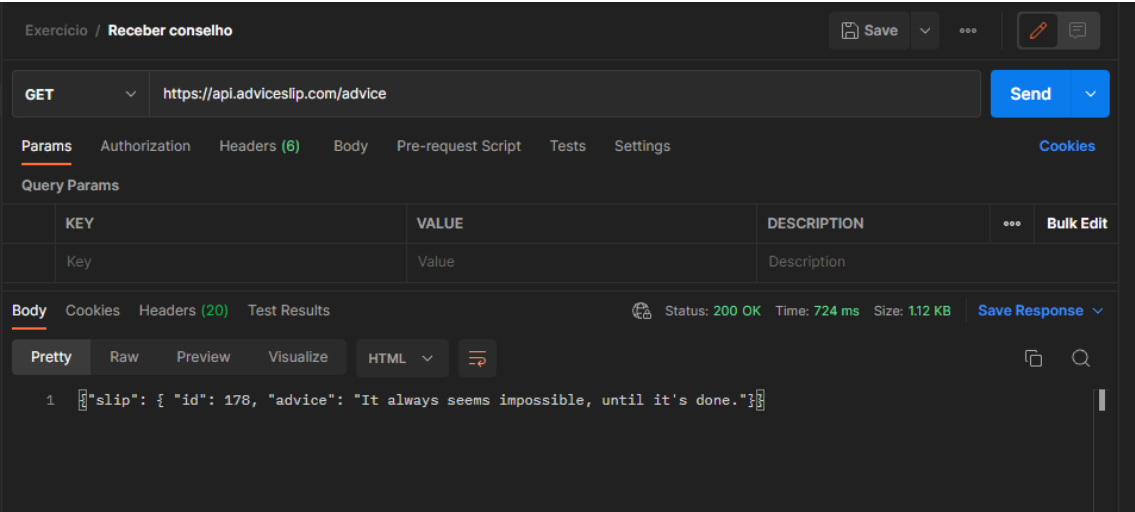 Exercício / Receber conselho Save ooo
GET https://api.adviceslip.com/advice Send
Params Authorization Headers (6) Body Pre-request Script Tests Settings Cookies
Query Params
KEY VALUE DESCRIPTION ooo Bulk Edit
Key Value Description
Body Cookies Headers (20) Test Results Status: 200 OK Time: 724 ms Size: 1.12 KB Save Response
Pretty Raw Preview Visualize HTML
1 {"slip": { "id": 178, "advice": "It always seems impossible, until it's done."}}